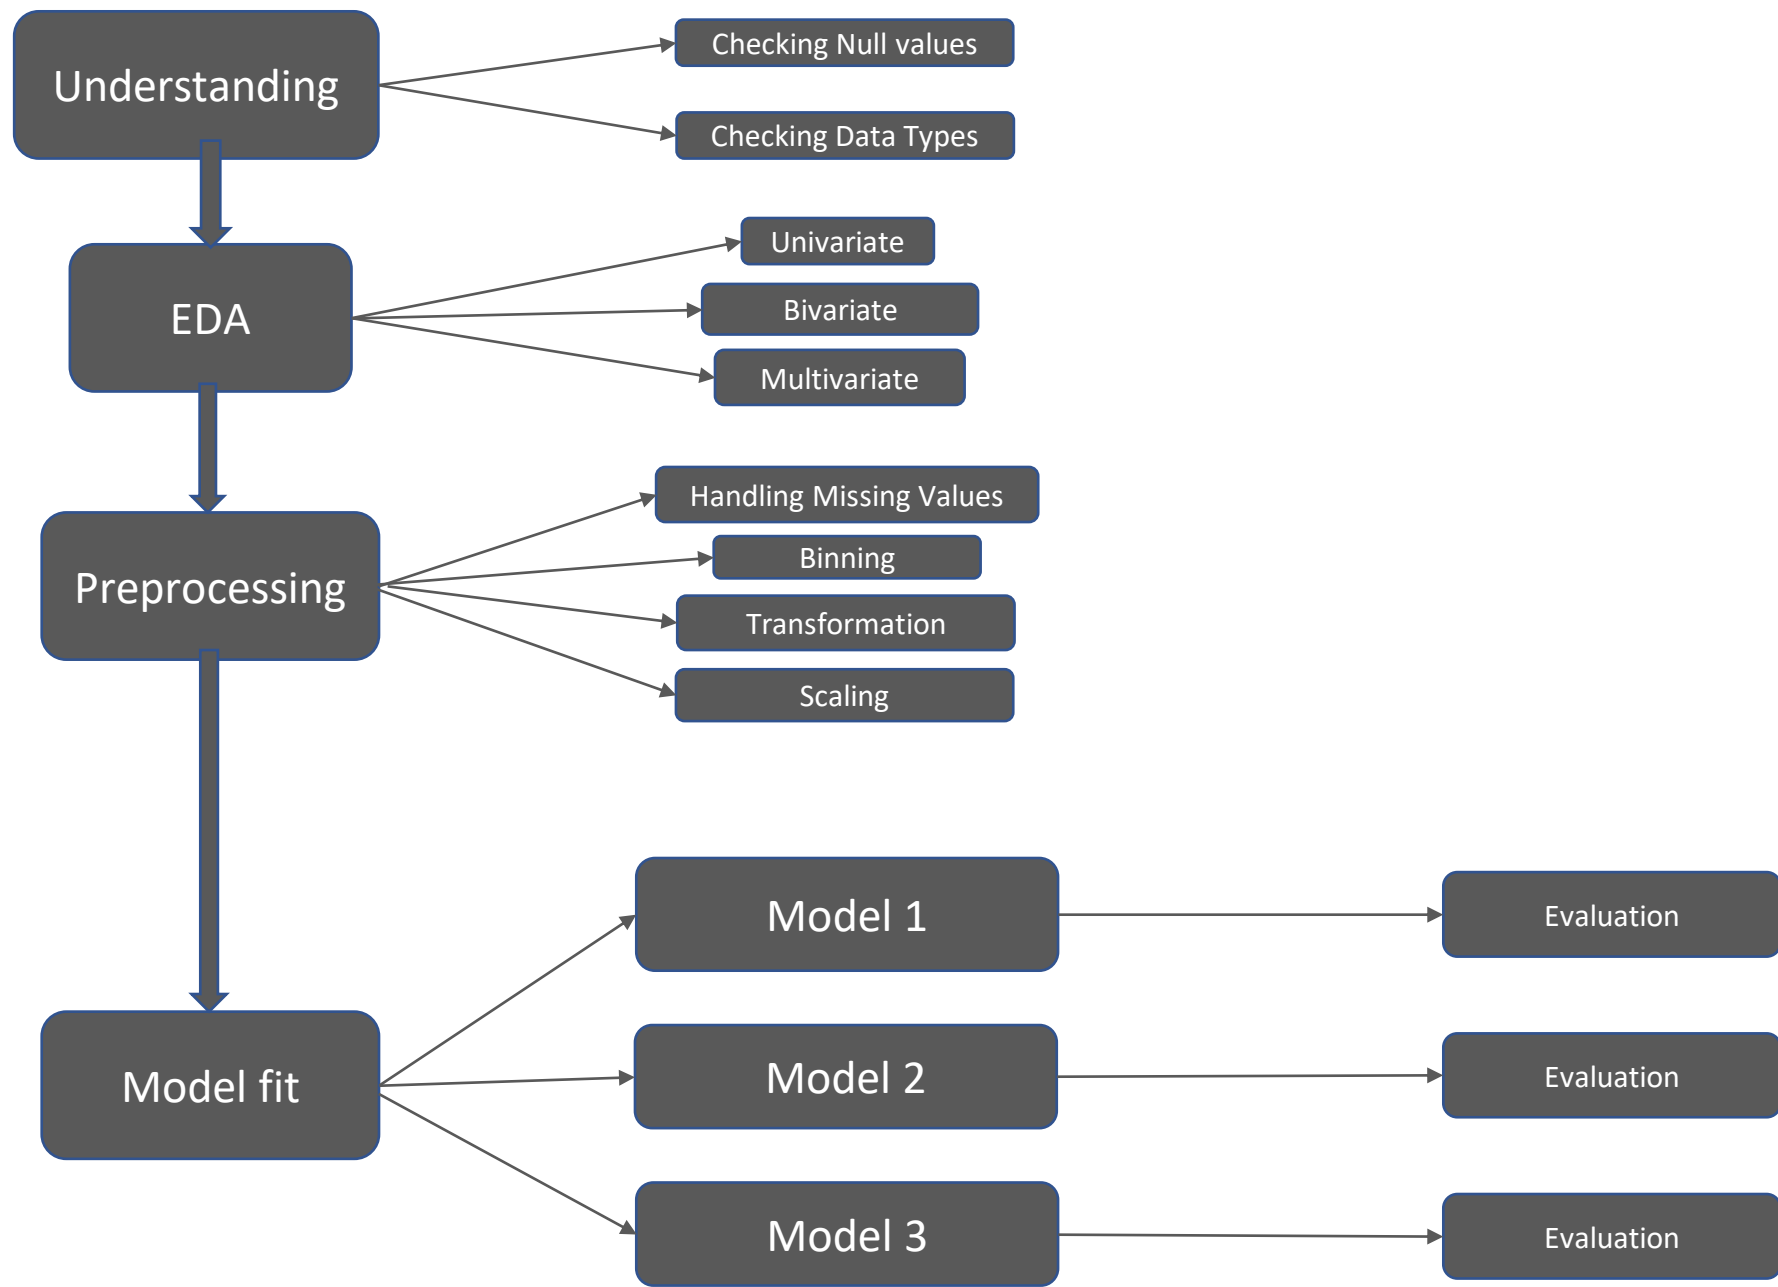 Understanding
Checking Null values
Checking Data Types
EDA
Univariate
Bivariate
Multivariate
Preprocessing
Handling Missing Values
Binning
Transformation
Scaling
Model fit
Model 1
Evaluation
Model 2
Evaluation
Model 3
Evaluation